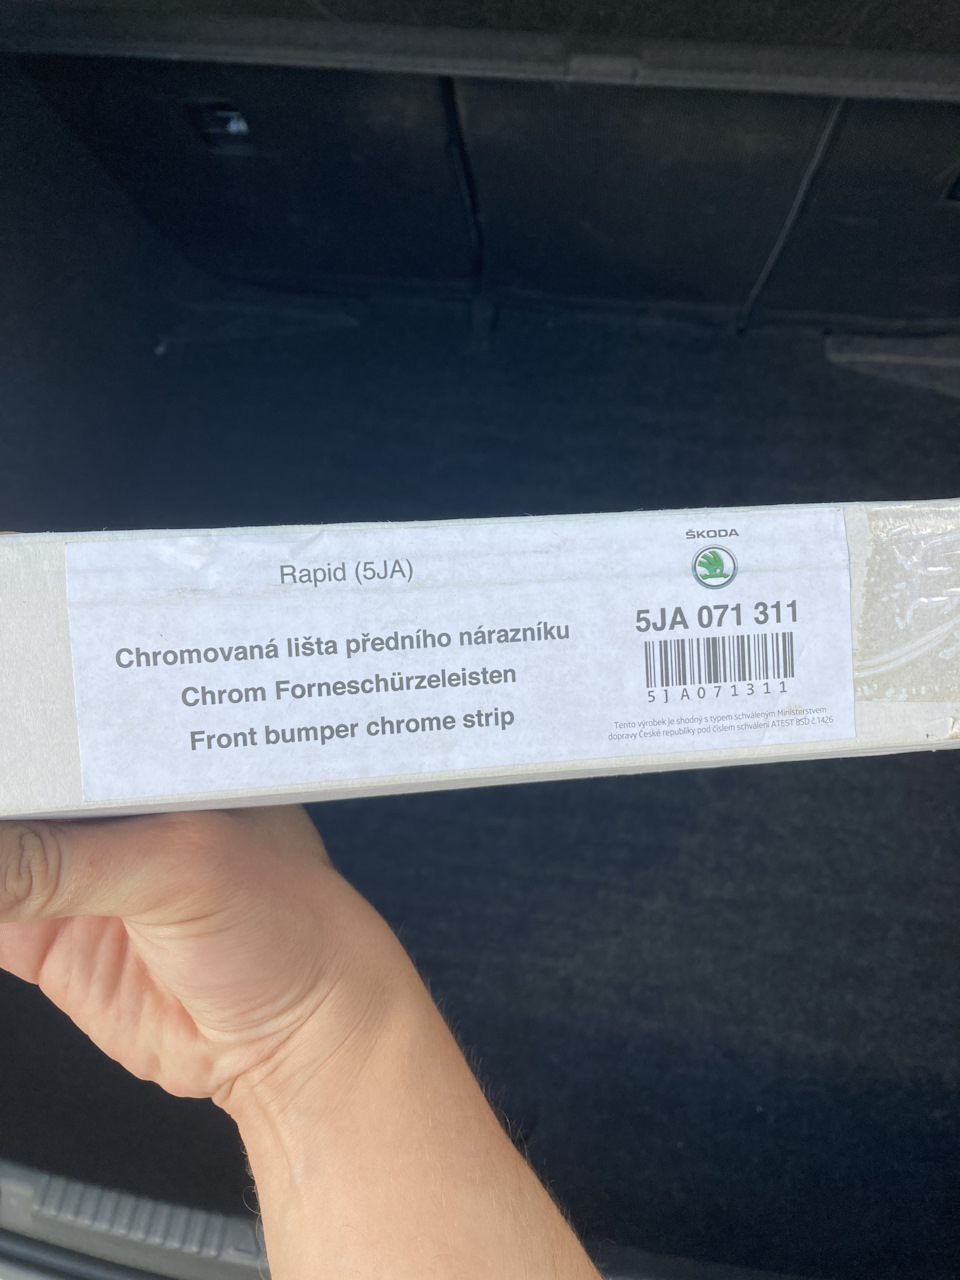 Rapid (5JA)
Chromovaná lišta předního nárazníku
Chrom Forneschürzeleisten
Front bumper chrome strip
ŠKODA
5JA 071 311
5JA071311
Tento výrobek je shodný s typem schváleným Ministerstvem
dopravy České republiky pod číslem schválení ATEST 8SD č.1426